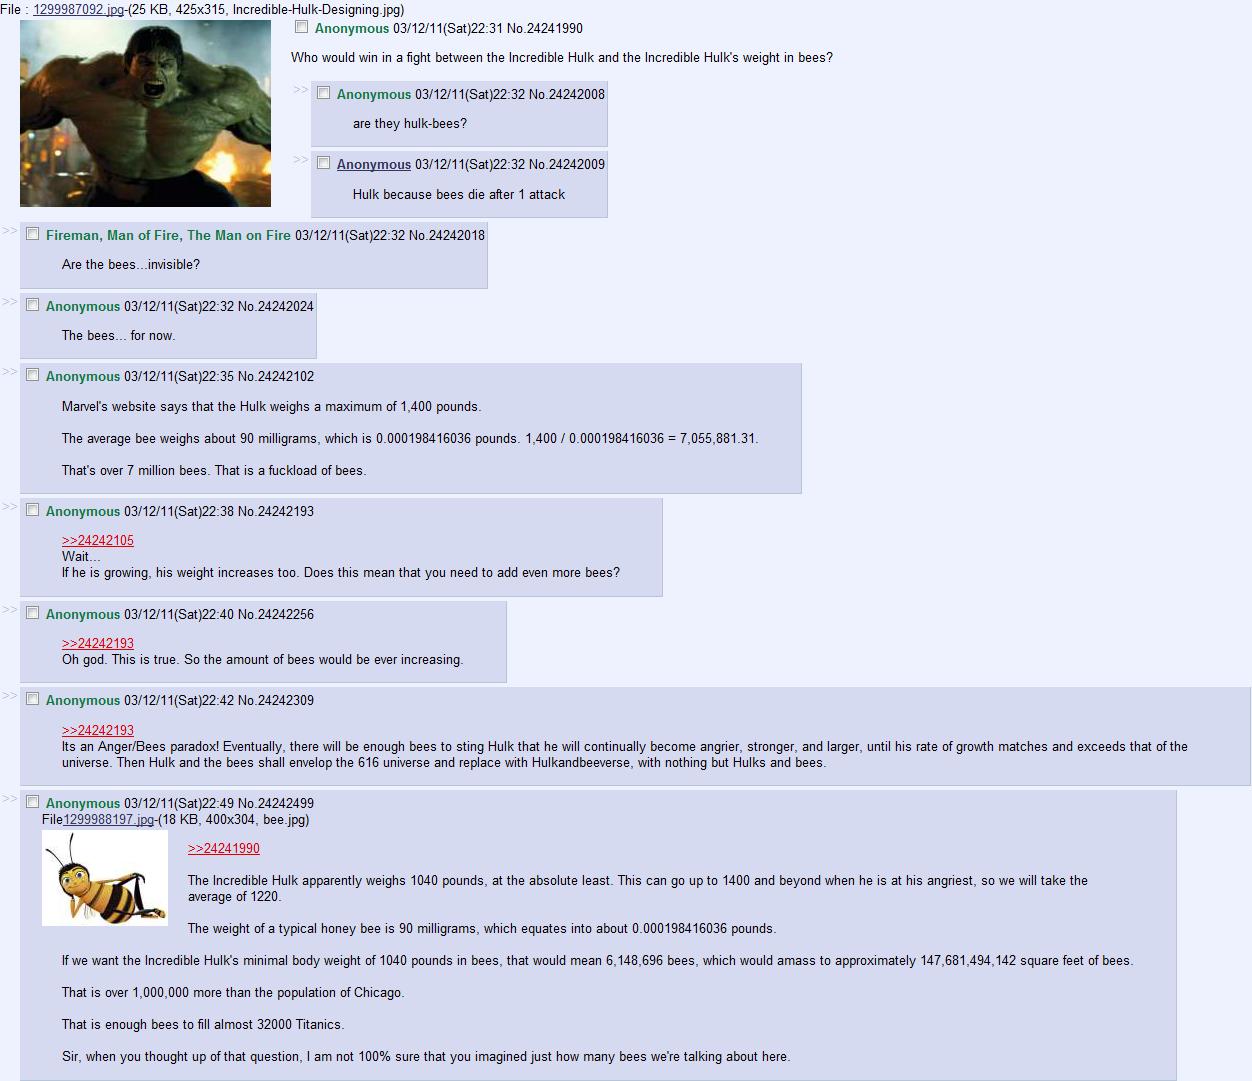 File : 1299987092.jpg-(25 KB, 425x315, Incredible-Hulk-Designing.jpg)
Anonymous 03/12/11(Sat)22:31 No.24241990
Who would win in a fight between the Incredible Hulk and the Incredible Hulk's weight in bees?
>> Anonymous 03/12/11(Sat)22:32 No.24242008
are they hulk-bees?
>> Anonymous 03/12/11(Sat)22:32 No.24242009
Hulk because bees die after 1 attack
>> Fireman, Man of Fire, The Man on Fire 03/12/11(Sat)22:32 No.24242018
Are the bees...invisible?
>> Anonymous 03/12/11(Sat)22:32 No.24242024
The bees... for now.
>> Anonymous 03/12/11(Sat)22:35 No.24242102
Marvel's website says that the Hulk weighs a maximum of 1,400 pounds.
The average bee weighs about 90 milligrams, which is 0.000198416036 pounds. 1,400 / 0.000198416036 = 7,055,881.31.
That's over 7 million bees. That is a fuckload of bees.
>> Anonymous 03/12/11(Sat)22:38 No.24242193
>>24242105
Wait...
If he is growing, his weight increases too. Does this mean that you need to add even more bees?
>> Anonymous 03/12/11(Sat)22:40 No.24242256
>>24242193
Oh god. This is true. So the amount of bees would be ever increasing.
>> Anonymous 03/12/11(Sat)22:42 No.24242309
>>24242193
Its an Anger/Bees paradox! Eventually, there will be enough bees to sting Hulk that he will continually become angrier, stronger, and larger, until his rate of growth matches and exceeds that of the
universe. Then Hulk and the bees shall envelop the 616 universe and replace with Hulkandbeeverse, with nothing but Hulks and bees.
>> Anonymous 03/12/11(Sat)22:49 No.24242499
File1299988197.jpg-(18 KB, 400x304, bee.jpg)
>>24241990
The Incredible Hulk apparently weighs 1040 pounds, at the absolute least. This can go up to 1400 and beyond when he is at his angriest, so we will take the
average of 1220.
The weight of a typical honey bee is 90 milligrams, which equates into about 0.000198416036 pounds.
If we want the Incredible Hulk's minimal body weight of 1040 pounds in bees, that would mean 6,148,696 bees, which would amass to approximately 147,681,494,142 square feet of bees.
That is over 1,000,000 more than the population of Chicago.
That is enough bees to fill almost 32000 Titanics.
Sir, when you thought up of that question, I am not 100% sure that you imagined just how many bees we're talking about here.